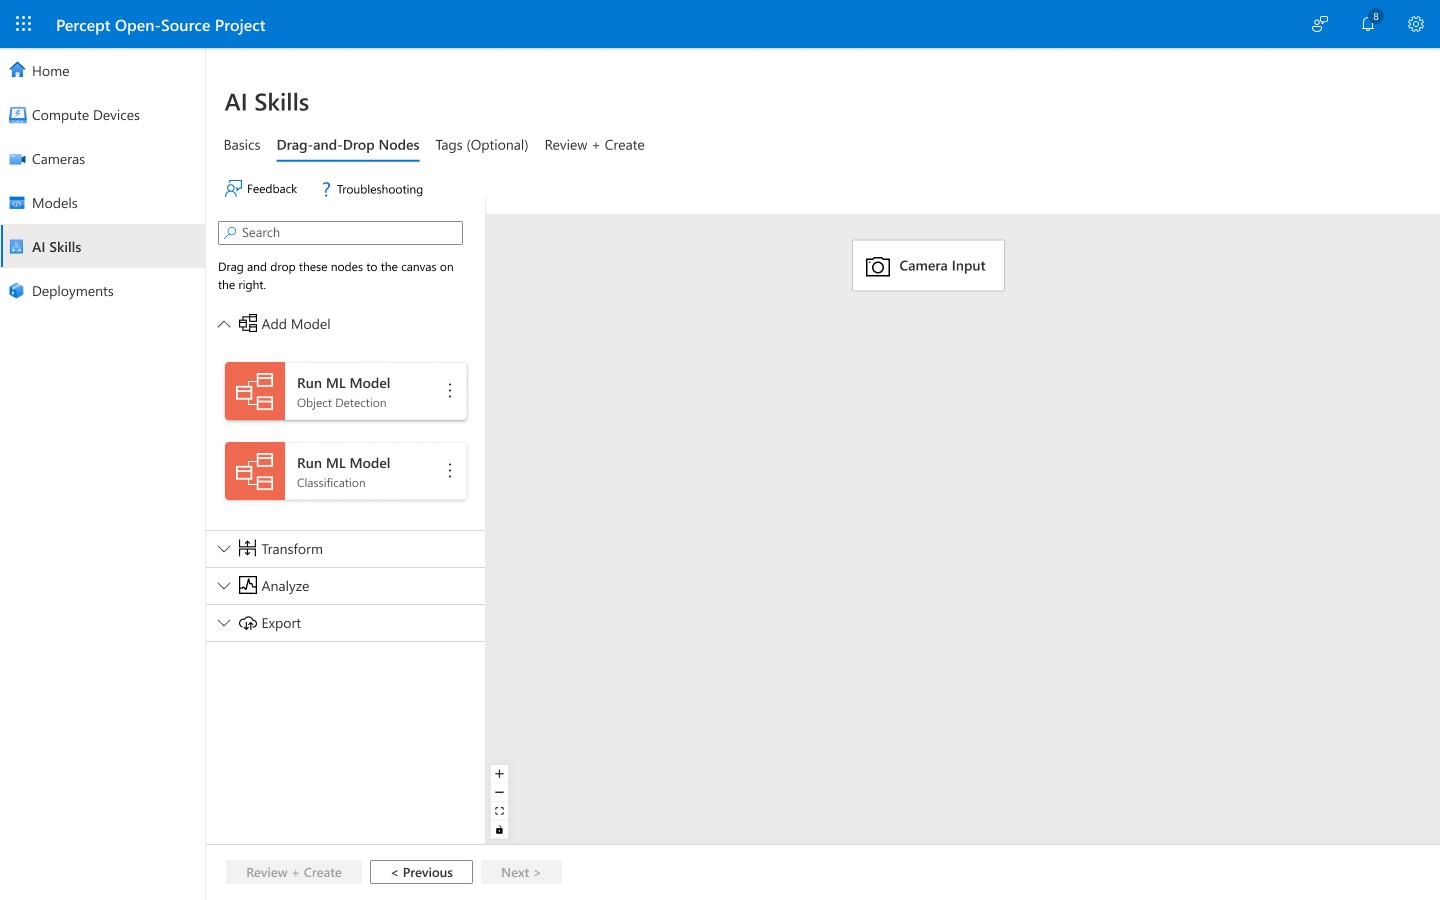 Percept Open-Source Project
8
Home
Compute Devices
Cameras
Models
AI Skills
Deployments
AI Skills
Basics
Drag-and-Drop Nodes
Tags (Optional)
Review + Create
Feedback
Troubleshooting
Search
Drag and drop these nodes to the canvas on
the right.
Add Model
Run ML Model
Object Detection
Run ML Model
Classification
Transform
Analyze
Export
Camera Input
Review + Create
< Previous
Next >